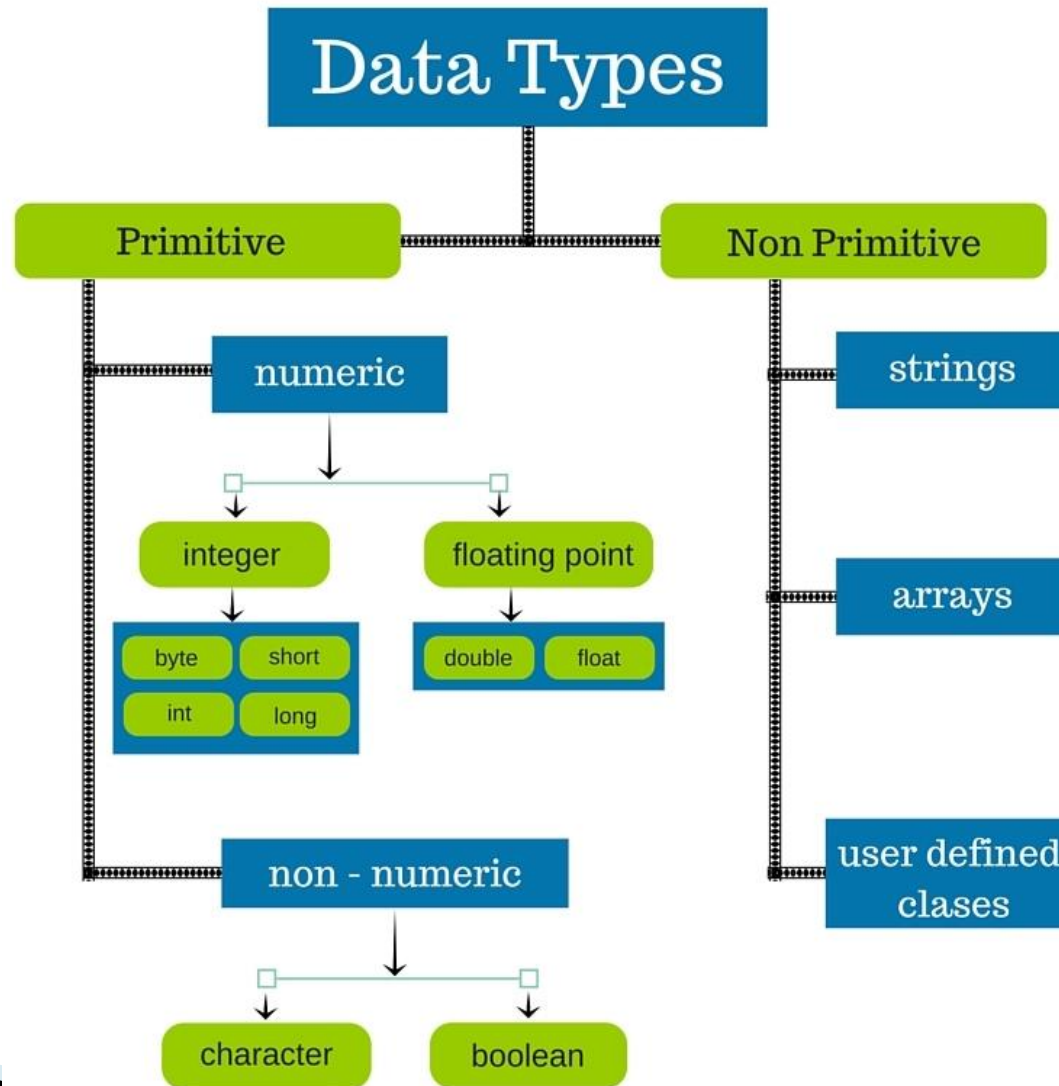 Data Types
Primitive
Non Primitive
numeric
strings
integer
floating point
byte
short
double
float
int
long
arrays
non - numeric
user defined
clases
character
boolean